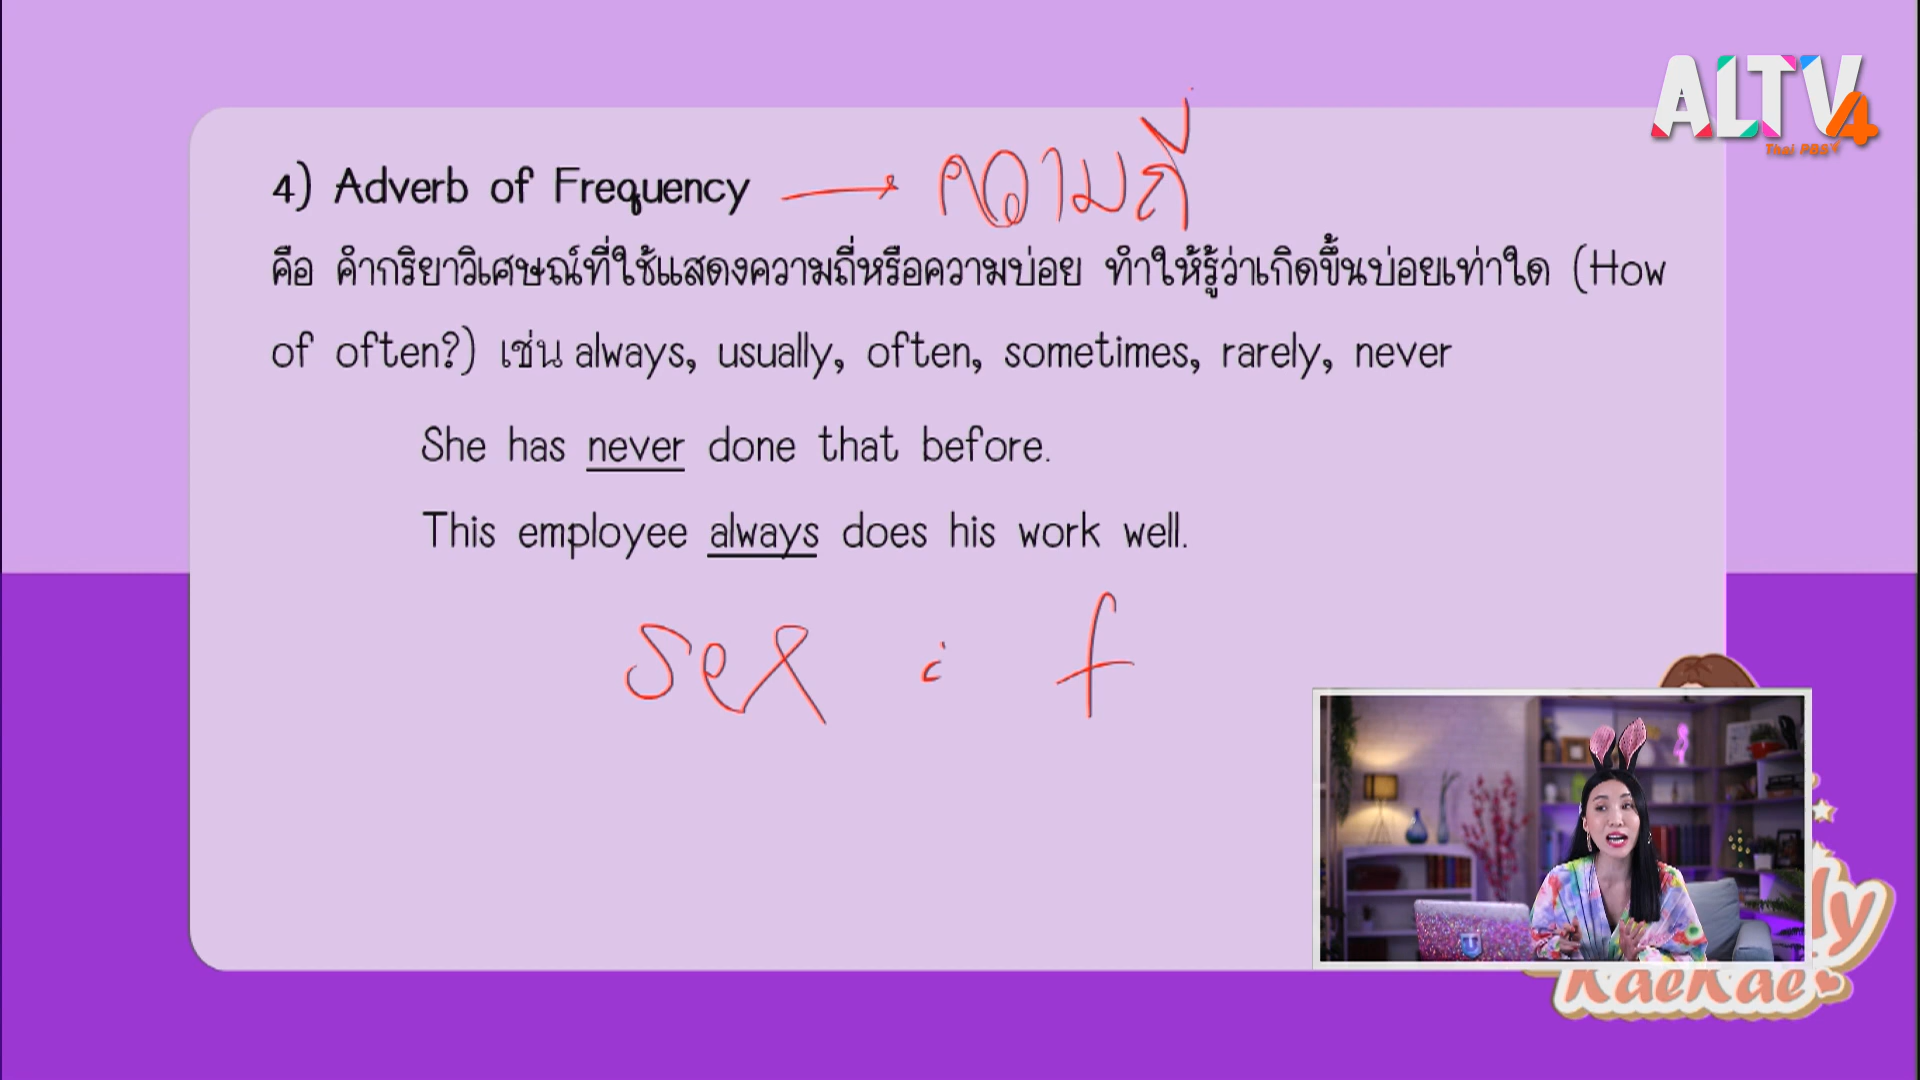 ALTV4
Thai PBS
4) Adverb of Frequency
ความถี่
คือ คำกริยาวิเศษณ์ที่ใช้แสดงความถี่หรือความบ่อย ทำให้รู้ว่าเกิดขึ้นบ่อยเท่าใด (How
of often?) เช่น always, usually, often, sometimes, rarely, never
She has never done that before.
This employee always does his work well.
sex : f
KaeKae